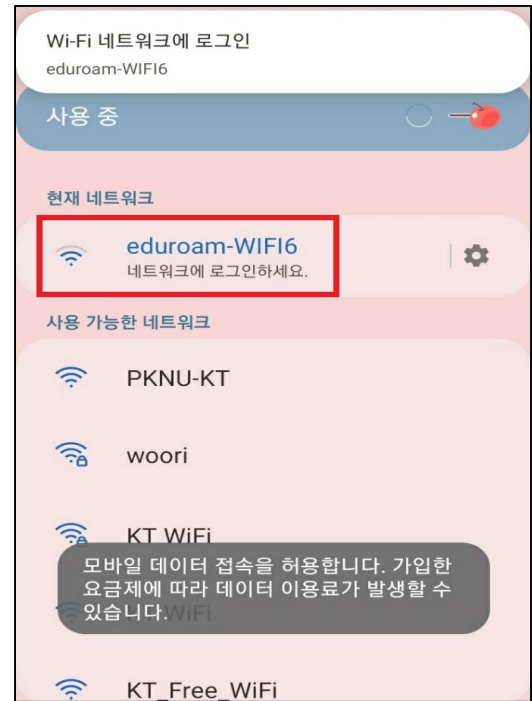 Wi-Fi 네트워크에 로그인
eduroam-WIFI6
사용 중
현재 네트워크
eduroam-WIFI6
네트워크에 로그인하세요.
사용 가능한 네트워크
PKNU-KT
woori
KT WiFi
모바일 데이터 접속을 허용합니다. 가입한
요금제에 따라 데이터 이용료가 발생할 수
있습니다.
WiFi
KT_Free_WiFi